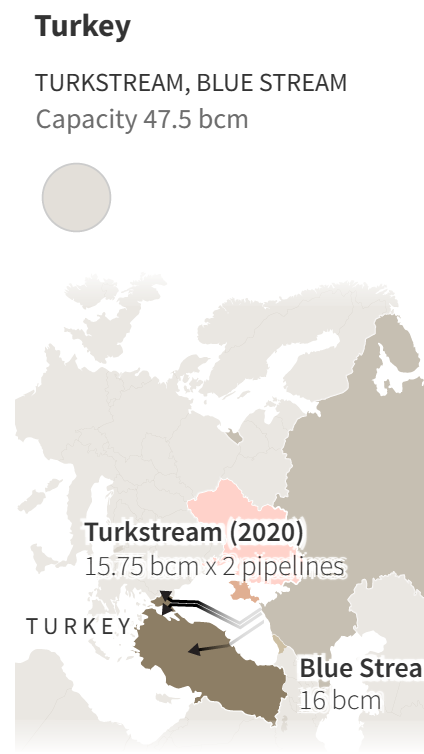 Turkey
TURKSTREAM, BLUE STREAM
Capacity 47.5 bcm
Turkstream (2020)
15.75 bcm x 2 pipelines
TURKEY
Blue Strea
16 bcm